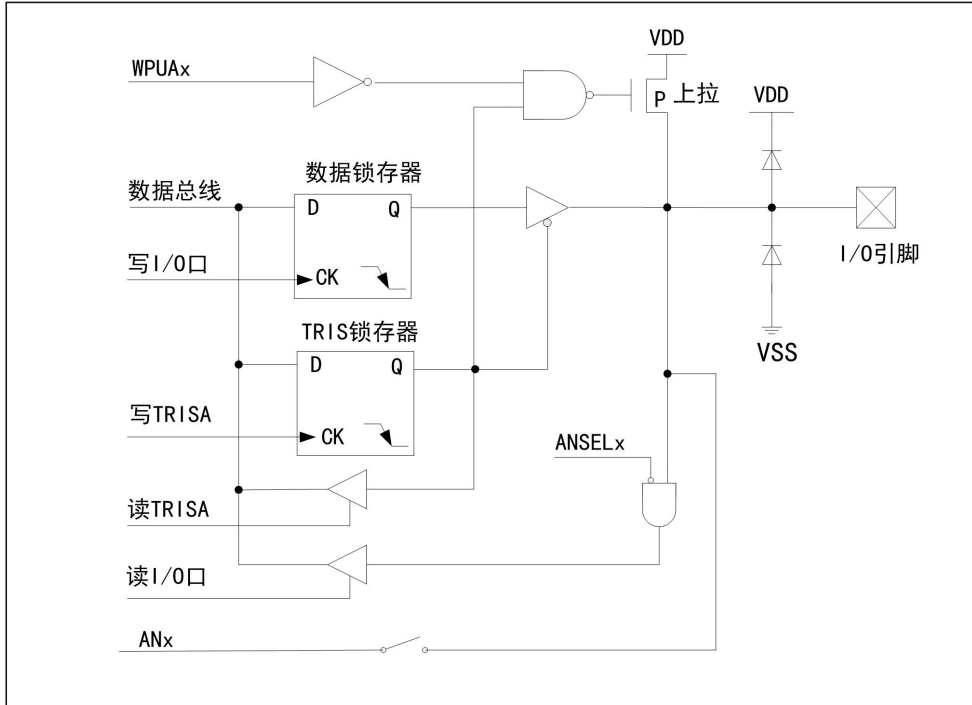 VDD
WPUAx
P 上拉
VDD
数据锁存器
数据总线
D
Q
写I/O口
CK
I/O引脚
TRIS锁存器
VSS
D
Q
写TRISA
CK
ANSELx
读TRISA
读I/O口
ANx